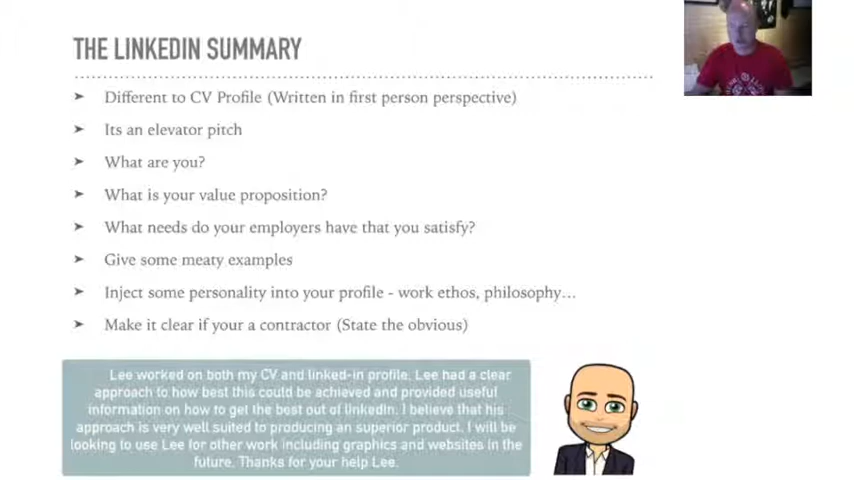 THE LINKEDIN SUMMARY
➤ Different to CV Profile (Written in first person perspective)
➤ Its an elevator pitch
➤ What are you?
➤ What is your value proposition?
➤ What needs do your employers have that you satisfy?
➤ Give some meaty examples
➤ Inject some personality into your profile - work ethos, philosophy…
➤ Make it clear if your a contractor (State the obvious)
Lee worked on both my CV and linked-in profile. Lee had a clear
approach to how best this could be achieved and provided useful
information on how to get the best out of linkedIn. I believe that his
approach is very well suited to producing an superior product. I will be
looking to use Lee for other work including graphics and websites in the
future. Thanks for your help Lee.